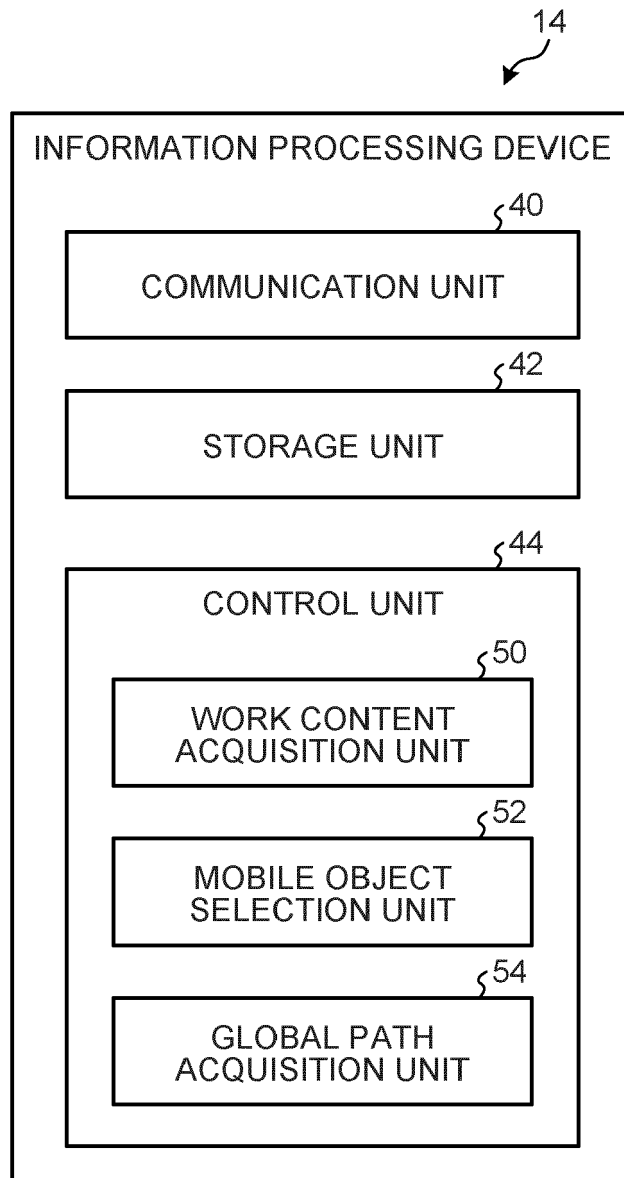 14
INFORMATION PROCESSING DEVICE
40
COMMUNICATION UNIT
42
STORAGE UNIT
44
CONTROL UNIT
50
WORK CONTENT
ACQUISITION UNIT
52
MOBILE OBJECT
SELECTION UNIT
54
GLOBAL PATH
ACQUISITION UNIT